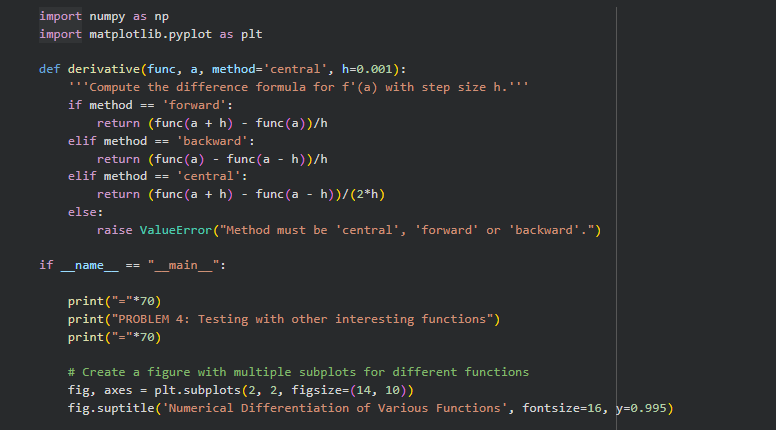 import numpy as np
import matplotlib.pyplot as plt
def derivative(func, a, method='central', h=0.001):
'''Compute the difference formula for f'(a) with step size h.'''
if method == 'forward':
return (func(a + h) - func(a))/h
elif method == 'backward':
return (func(a) - func(a - h))/h
elif method == 'central':
return (func(a + h) - func(a - h))/(2*h)
else:
raise ValueError("Method must be 'central', 'forward' or 'backward'.")
if __name__ == "__main__":
print("="*70)
print("PROBLEM 4: Testing with other interesting functions")
print("="*70)
# Create a figure with multiple subplots for different functions
fig, axes = plt.subplots(2, 2, figsize=(14, 10))
fig.suptitle('Numerical Differentiation of Various Functions', fontsize=16, y=0.995)